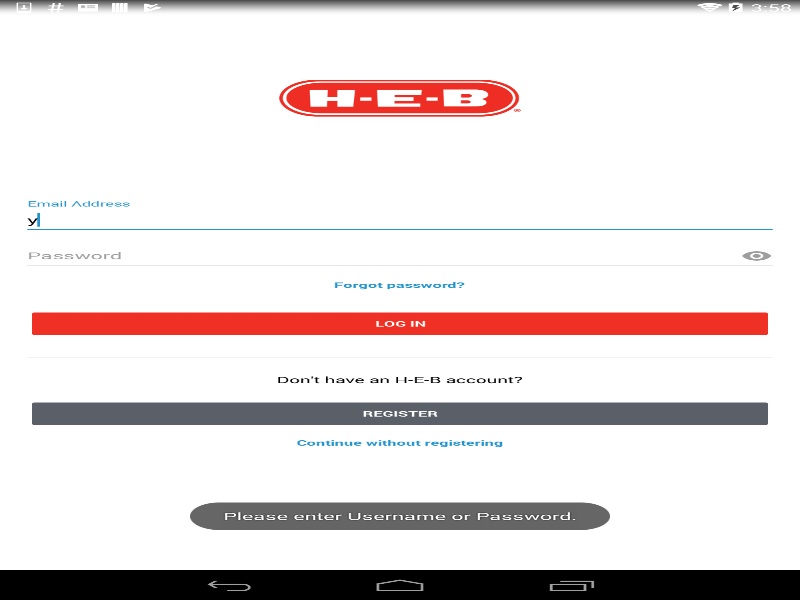 3:58
H-E-B
Email Address
y
Password
Forgot password?
LOG IN
Don't have an H-E-B account?
REGISTER
Continue without registering
Please enter Username or Password.